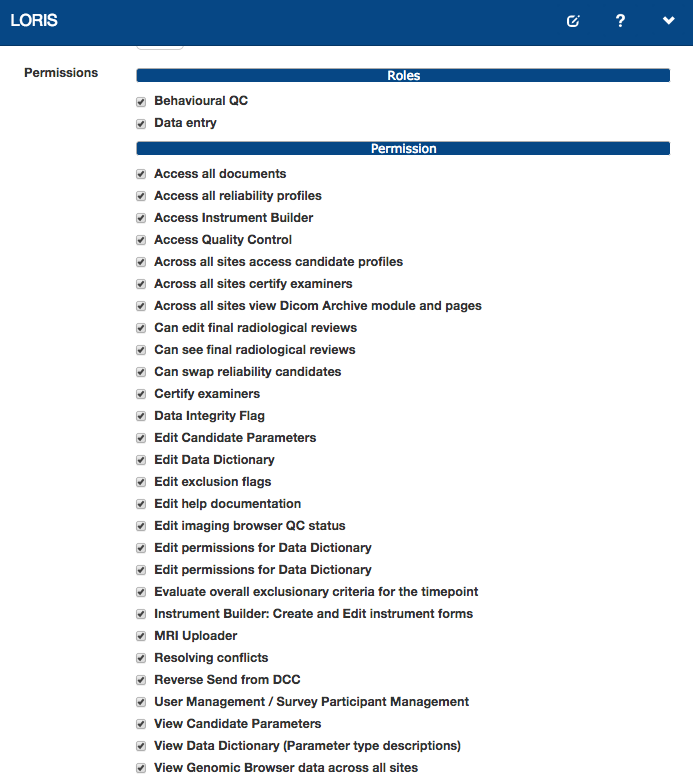 LORIS
?
Permissions
Roles
Behavioural QC
Data entry
Permission
Access all documents
Access all reliability profiles
Access Instrument Builder
Access Quality Control
Across all sites access candidate profiles
Across all sites certify examiners
Across all sites view Dicom Archive module and pages
Can edit final radiological reviews
Can see final radiological reviews
Can swap reliability candidates
Certify examiners
Data Integrity Flag
Edit Candidate Parameters
Edit Data Dictionary
Edit exclusion flags
Edit help documentation
Edit imaging browser QC status
Edit permissions for Data Dictionary
Edit permissions for Data Dictionary
Evaluate overall exclusionary criteria for the timepoint
Instrument Builder: Create and Edit instrument forms
MRI Uploader
Resolving conflicts
Reverse Send from DCC
User Management / Survey Participant Management
View Candidate Parameters
View Data Dictionary (Parameter type descriptions)
View Genomic Browser data across all sites